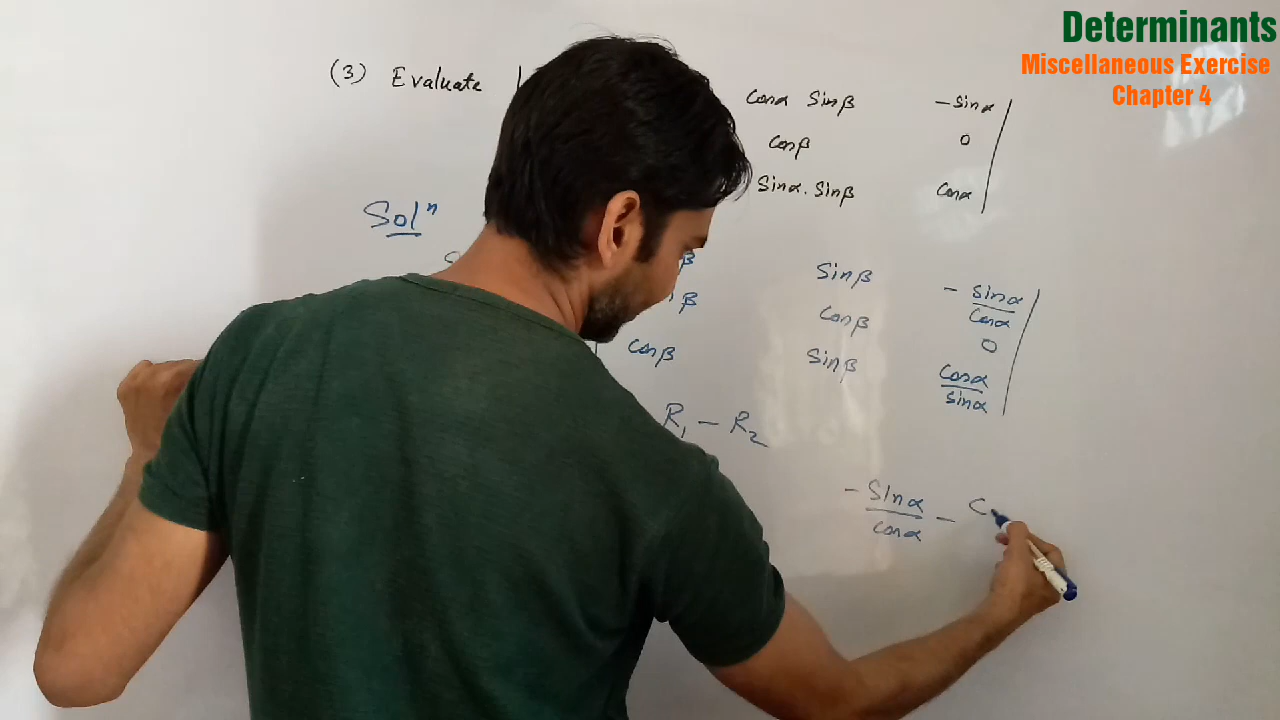 Determinants
Miscellaneous Exercise
Chapter 4
(3) Evaluate | cosα sinβ -sinα |
cosβ 0
sinα.sinβ cosα
Solⁿ
β sinβ -sinα/cosα
β cosβ 0
cosβ sinβ cosα/sinα
R₁ - R₂
-sinα/cosα - C